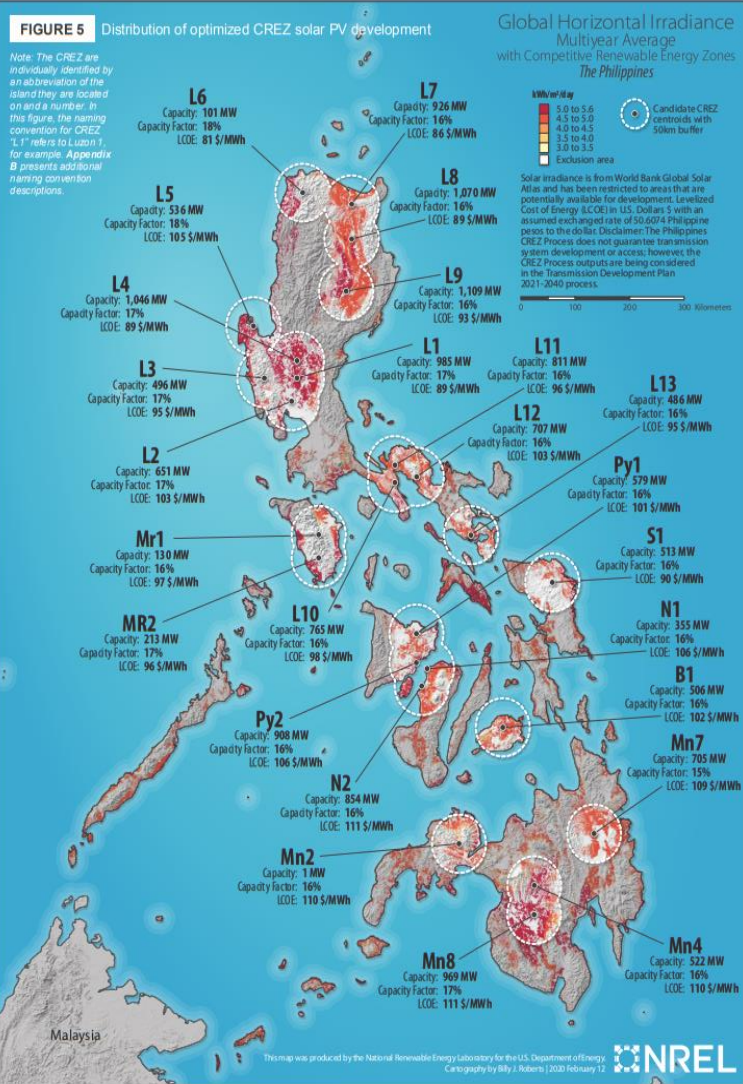 FIGURE 5 Distribution of optimized CREZ solar PV development
Note: The CREZ are
individually identified by
an abbreviation of the
island they are located
on and a number. In
this figure, the naming
convention for CREZ
"L1" refers to Luzon 1,
for example. Appendix
B presents additional
naming convention
descriptions.
Global Horizontal Irradiance
Multiyear Average
with Competitive Renewable Energy Zones
The Philippines
kWh/m²/day
5.0 to 5.6
4.5 to 5.0
4.0 to 4.5
3.5 to 4.0
3.0 to 3.5
Exclusion area
Candidate CREZ
centroids with
50km buffer
Solar irradiance is from World Bank Global Solar
Atlas and has been restricted to areas that are
potentially available for development. Levelized
Cost of Energy (LCOE) in U.S. Dollars $ with an
assumed exchanged rate of 50.6074 Philippine
pesos to the dollar. Disclaimer: The Philippines
CREZ Process does not guarantee transmission
system development or access; however, the
CREZ Process outputs are being considered
in the Transmission Development Plan
2021-2040 process.
0 100 200 300 Kilometers
L6
Capacity: 101 MW
Capacity Factor: 18%
LCOE: 81 $/MWh
L7
Capacity: 926 MW
Capacity Factor: 16%
LCOE: 86 $/MWh
L5
Capacity: 536 MW
Capacity Factor: 18%
LCOE: 105 $/MWh
L8
Capacity: 1,070 MW
Capacity Factor: 16%
LCOE: 89 $/MWh
L4
Capacity: 1,046 MW
Capacity Factor: 17%
LCOE: 89 $/MWh
L9
Capacity: 1,109 MW
Capacity Factor: 16%
LCOE: 93 $/MWh
L3
Capacity: 496 MW
Capacity Factor: 17%
LCOE: 95 $/MWh
L1
Capacity: 985 MW
Capacity Factor: 17%
LCOE: 89 $/MWh
L11
Capacity: 811 MW
Capacity Factor: 16%
LCOE: 96 $/MWh
L13
Capacity: 486 MW
Capacity Factor: 16%
LCOE: 95 $/MWh
L12
Capacity: 707 MW
Capacity Factor: 16%
LCOE: 103 $/MWh
L2
Capacity: 651 MW
Capacity Factor: 17%
LCOE: 103 $/MWh
Py1
Capacity: 579 MW
Capacity Factor: 16%
LCOE: 101 $/MWh
Mr1
Capacity: 130 MW
Capacity Factor: 16%
LCOE: 97 $/MWh
S1
Capacity: 513 MW
Capacity Factor: 16%
LCOE: 90 $/MWh
MR2
Capacity: 213 MW
Capacity Factor: 17%
LCOE: 96 $/MWh
L10
Capacity: 765 MW
Capacity Factor: 16%
LCOE: 98 $/MWh
N1
Capacity: 355 MW
Capacity Factor: 16%
LCOE: 106 $/MWh
B1
Capacity: 506 MW
Capacity Factor: 16%
LCOE: 102 $/MWh
Py2
Capacity: 908 MW
Capacity Factor: 16%
LCOE: 106 $/MWh
Mn7
Capacity: 705 MW
Capacity Factor: 15%
LCOE: 109 $/MWh
N2
Capacity: 854 MW
Capacity Factor: 16%
LCOE: 111 $/MWh
Mn2
Capacity: 1 MW
Capacity Factor: 16%
LCOE: 110 $/MWh
Mn4
Capacity: 522 MW
Capacity Factor: 16%
LCOE: 110 $/MWh
Mn8
Capacity: 969 MW
Capacity Factor: 17%
LCOE: 111 $/MWh
Malaysia
This map was produced by the National Renewable Energy Laboratory for the U.S. Department of Energy.
Cartography by Billy J. Roberts | 2020 February 12
NREL